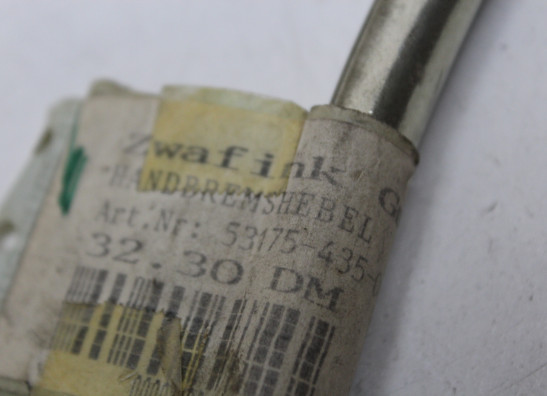 Zwafink G
"HANDBREMSHEBEL
Art.Nr: 53175-435-
32.30 DM